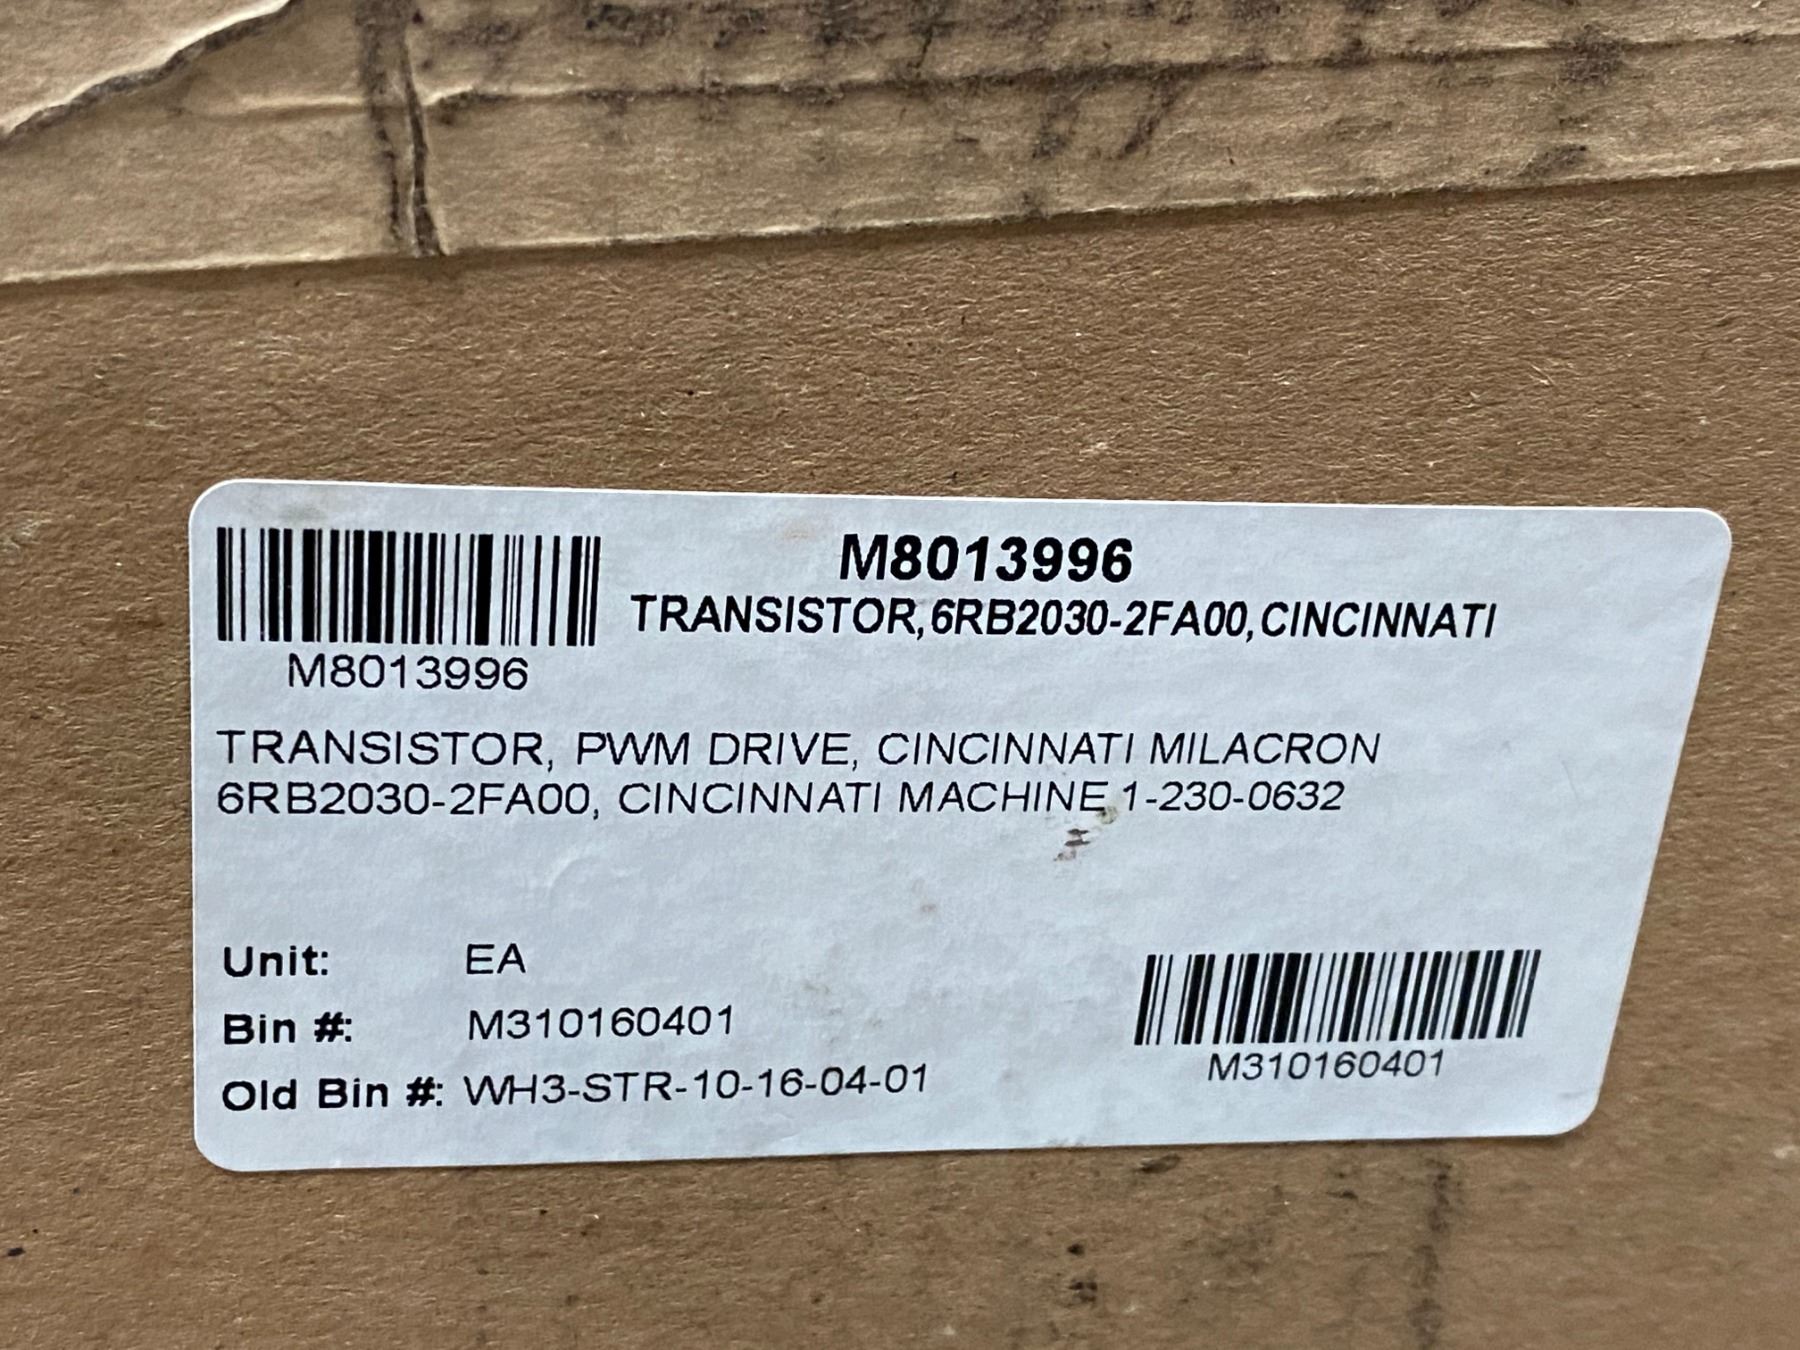 M8013996
TRANSISTOR,6RB2030-2FA00,CINCINNATI
M8013996
TRANSISTOR, PWM DRIVE, CINCINNATI MILACRON
6RB2030-2FA00, CINCINNATI MACHINE 1-230-0632
Unit: EA
Bin #: M310160401
Old Bin #: WH3-STR-10-16-04-01
M310160401